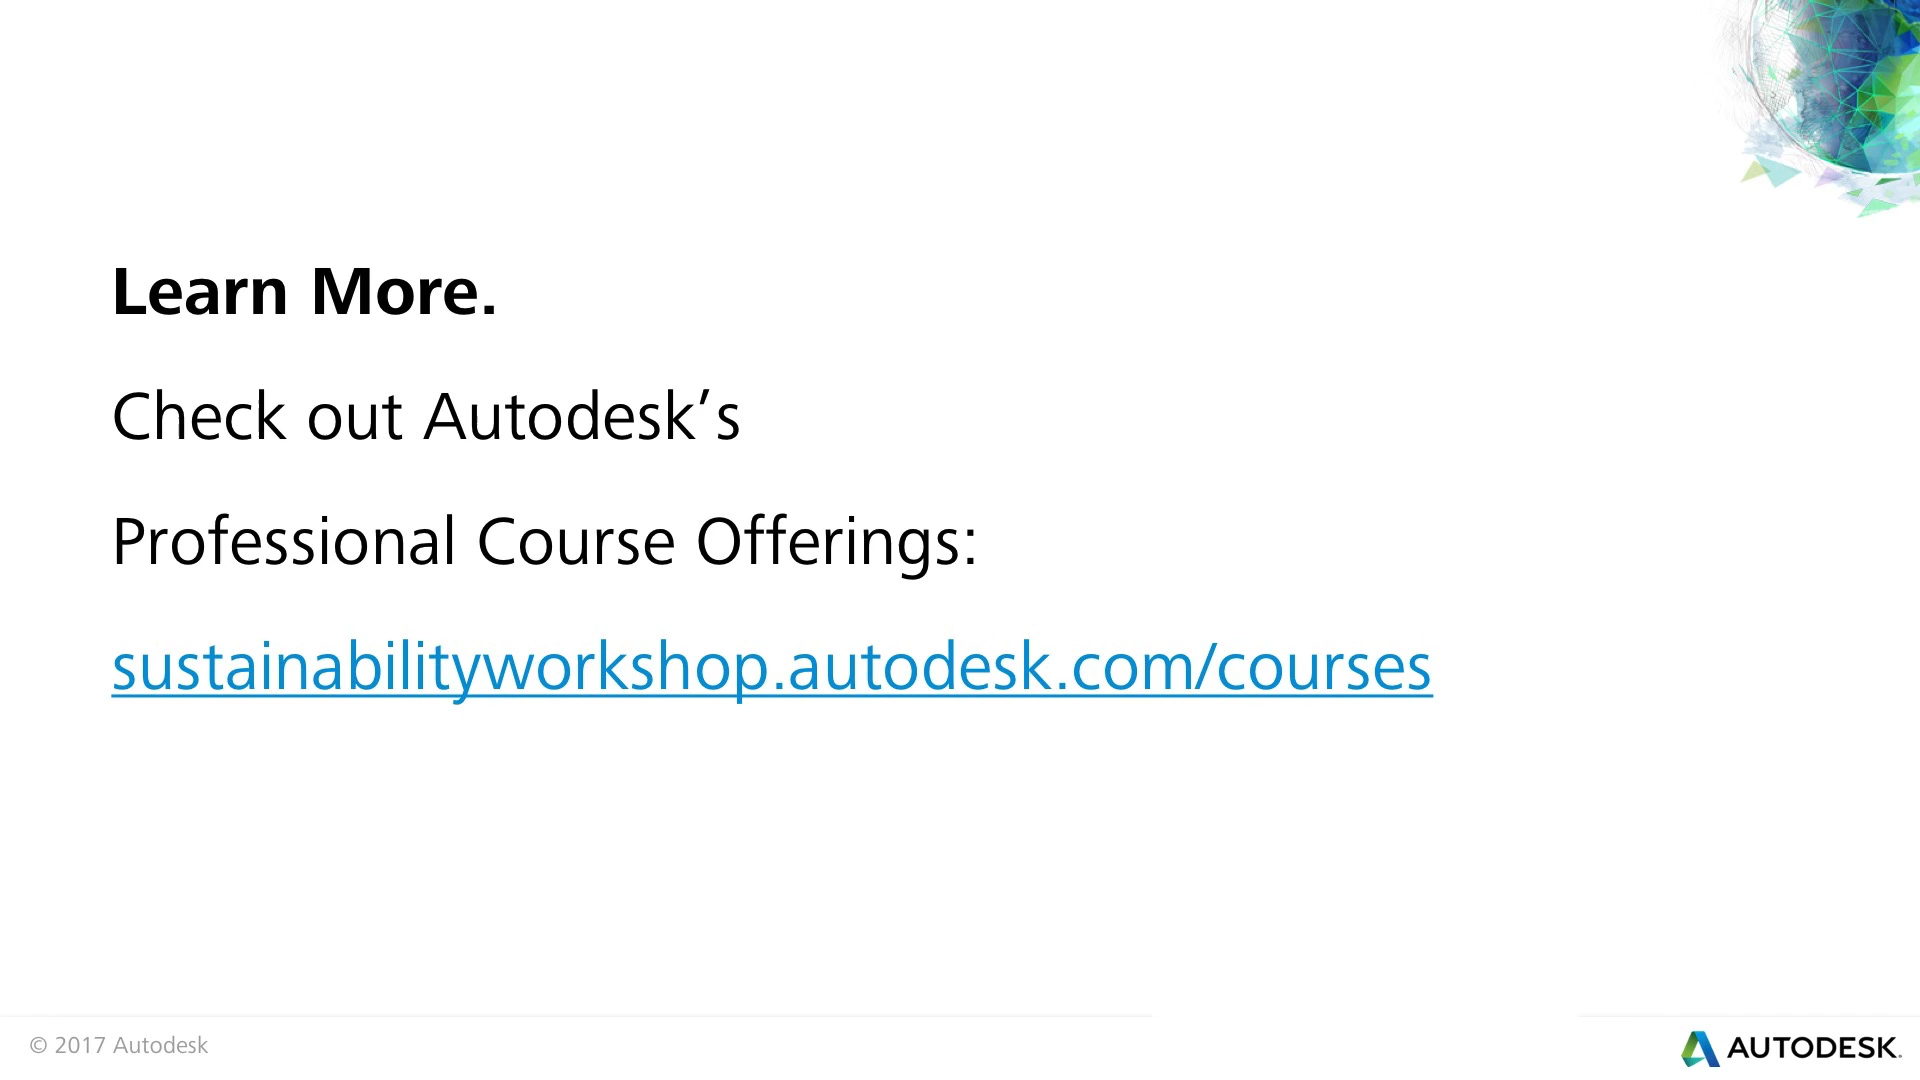 Learn More.
Check out Autodesk’s
Professional Course Offerings:
sustainabilityworkshop.autodesk.com/courses
© 2017 Autodesk
AUTODESK.